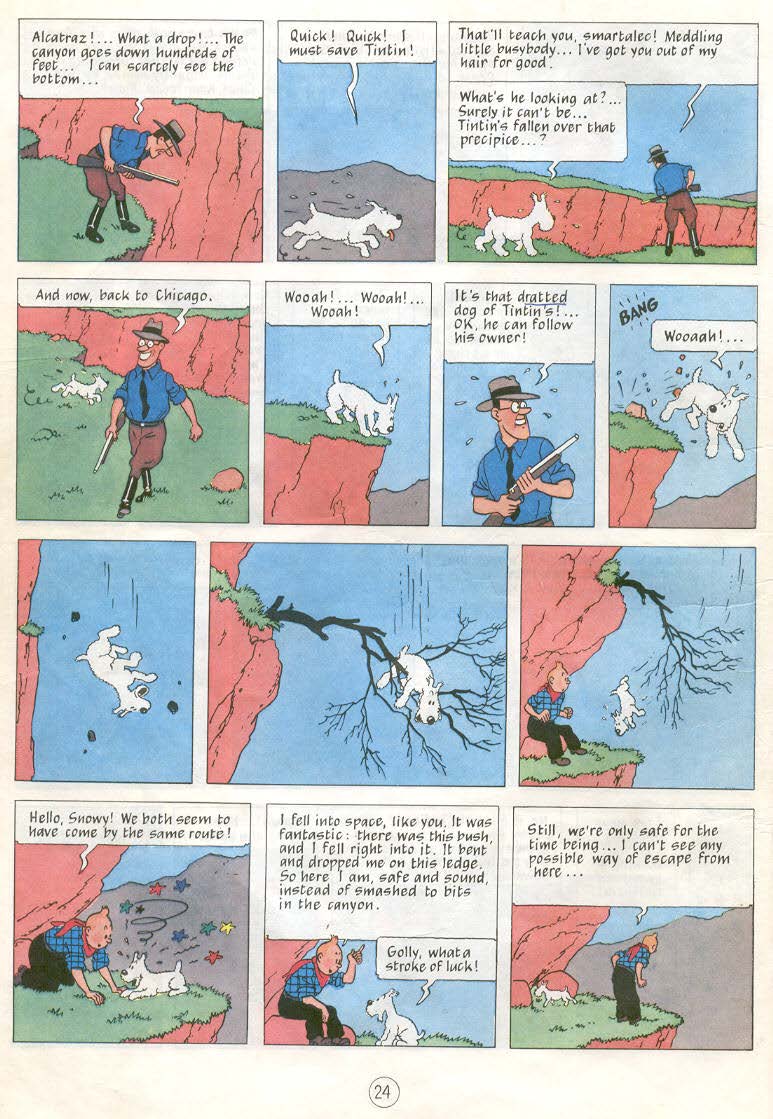 Alcatraz!... What a drop!... The
canyon goes down hundreds of
feet... I can scarcely see the
bottom...
Quick! Quick! I
must save Tintin!
That'll teach you, smartalec! Meddling
little busybody... I've got you out of my
hair for good.
What's he looking at?...
Surely it can't be...
Tintin's fallen over that
precipice...?
And now, back to Chicago.
Wooah!... Wooah!...
Wooah!
It's that dratted
dog of Tintin's!...
OK, he can follow
his owner!
BANG
Wooaah!...
Hello, Snowy! We both seem to
have come by the same route!
I fell into space, like you. It was
fantastic: there was this bush,
and I fell right into it. It bent
and dropped me on this ledge.
So here I am, safe and sound,
instead of smashed to bits
in the canyon.
Golly, what a
stroke of luck!
Still, we're only safe for the
time being... I can't see any
possible way of escape from
here...
24